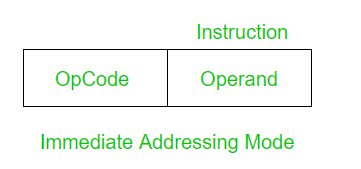 Instruction
OpCode Operand
Immediate Addressing Mode